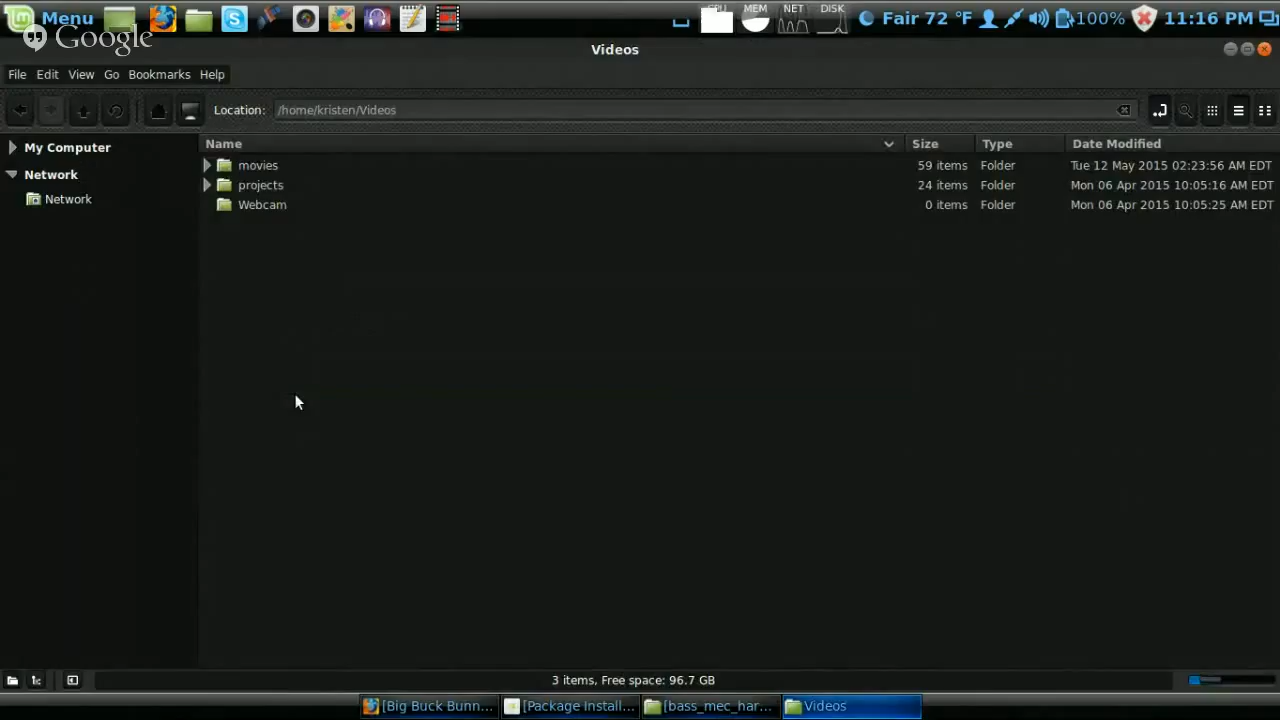 Menu CPU MEM NET DISK Fair 72 °F 100% 11:16 PM
Google
Videos
File Edit View Go Bookmarks Help
Location: /home/kristen/Videos
My Computer
Network
Network
Name Size Type Date Modified
movies 59 items Folder Tue 12 May 2015 02:23:56 AM EDT
projects 24 items Folder Mon 06 Apr 2015 10:05:16 AM EDT
Webcam 0 items Folder Mon 06 Apr 2015 10:05:25 AM EDT
3 items, Free space: 96.7 GB
[Big Buck Bunn... [Package Install... [bass_mec_har... Videos